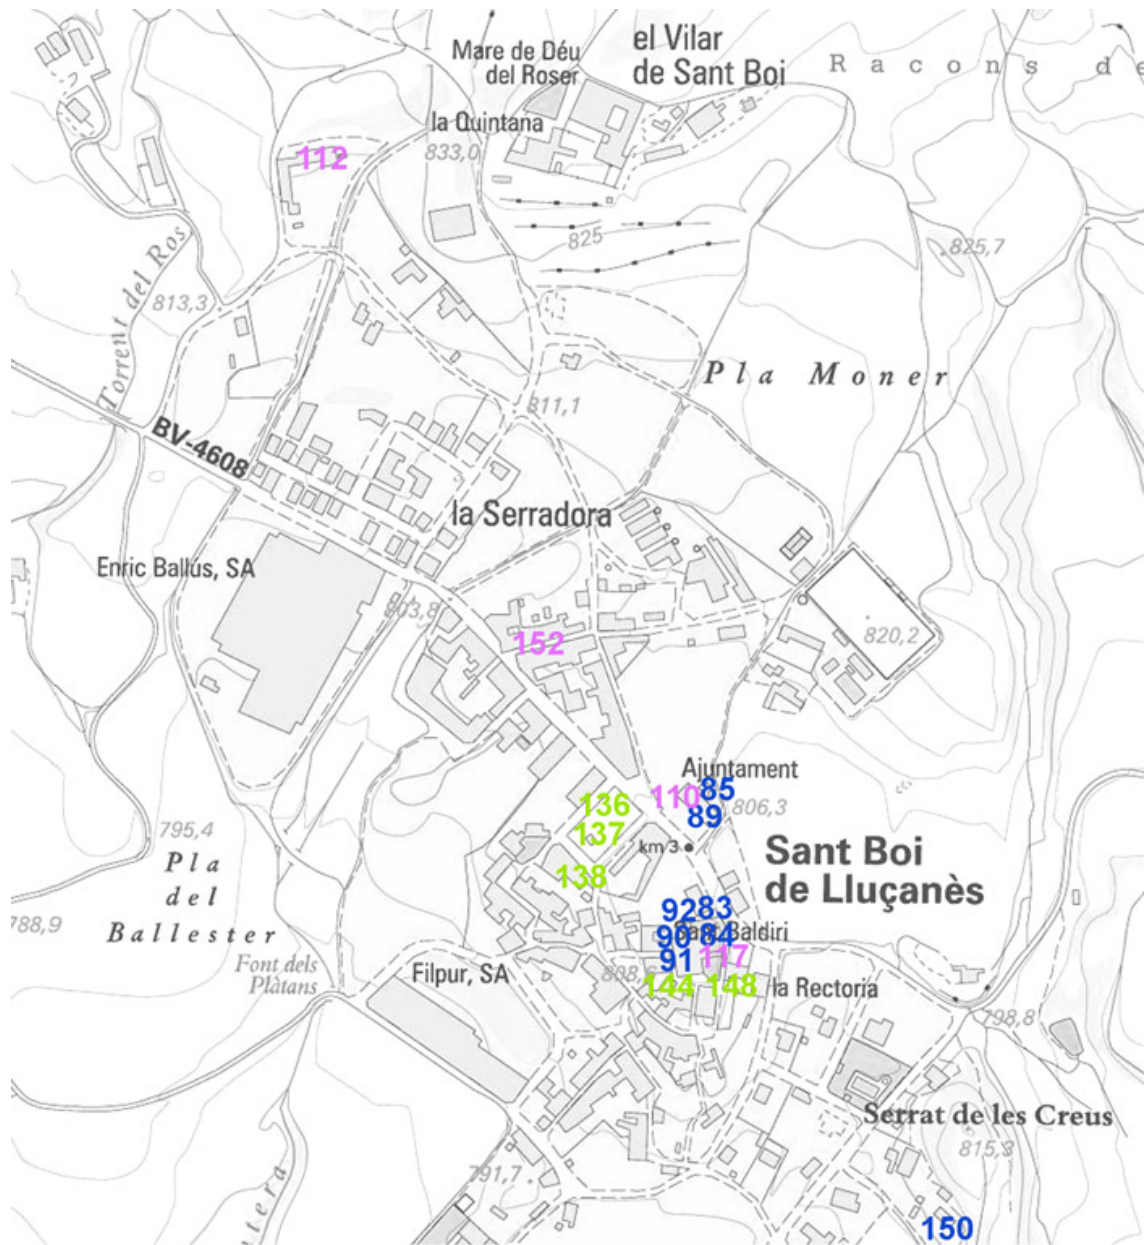 Mare de Déu
del Roser
el Vilar
de Sant Boi
Racons de
la Quintana
112
833,0
825
825,7
Torrent del Ros
813,3
Pla Moner
811,1
BV-4608
la Serradora
Enric Ballús, SA
803,8
152
820,2
Ajuntament
110
85
89
806,3
136
137
138
km 3
795,4
Pla
del
Ballester
788,9
Sant Boi
de Lluçanès
92
83
90
84
Sant Baldiri
91
117
Font dels
Plàtans
Filpur, SA
808,6
144
148
la Rectoria
798,8
Serrat de les Creus
815,3
791,7
150